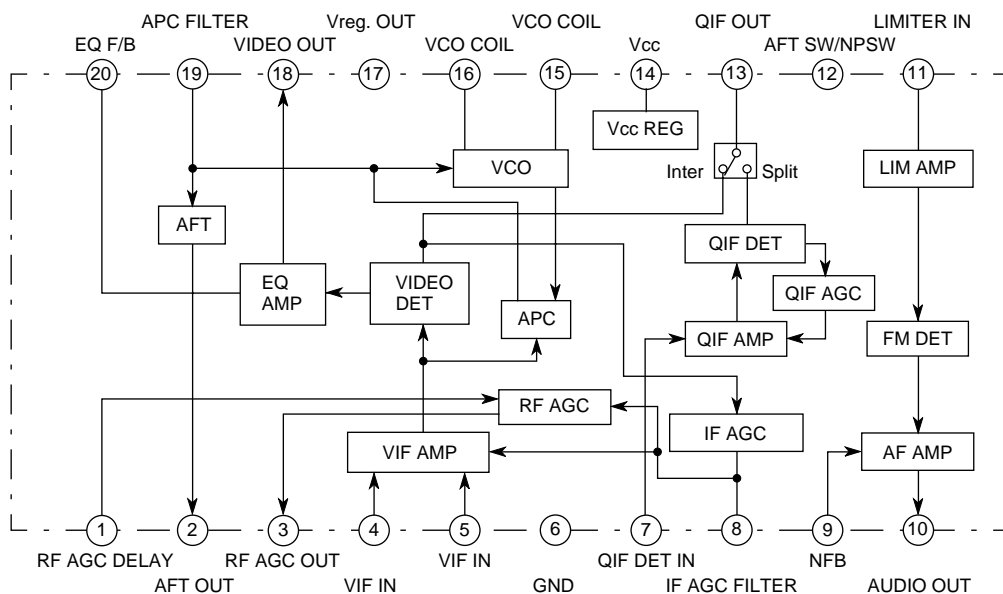 APC FILTER Vreg. OUT VCO COIL QIF OUT LIMITER IN
EQ F/B VIDEO OUT VCO COIL Vcc AFT SW/NPSW
20 19 18 17 16 15 14 13 12 11
Vcc REG
VCO
Inter Split
LIM AMP
AFT
QIF DET
EQ
AMP
VIDEO
DET
QIF AGC
APC
QIF AMP
FM DET
RF AGC
IF AGC
VIF AMP
AF AMP
1 2 3 4 5 6 7 8 9 10
RF AGC DELAY RF AGC OUT VIF IN QIF DET IN NFB
AFT OUT VIF IN GND IF AGC FILTER AUDIO OUT